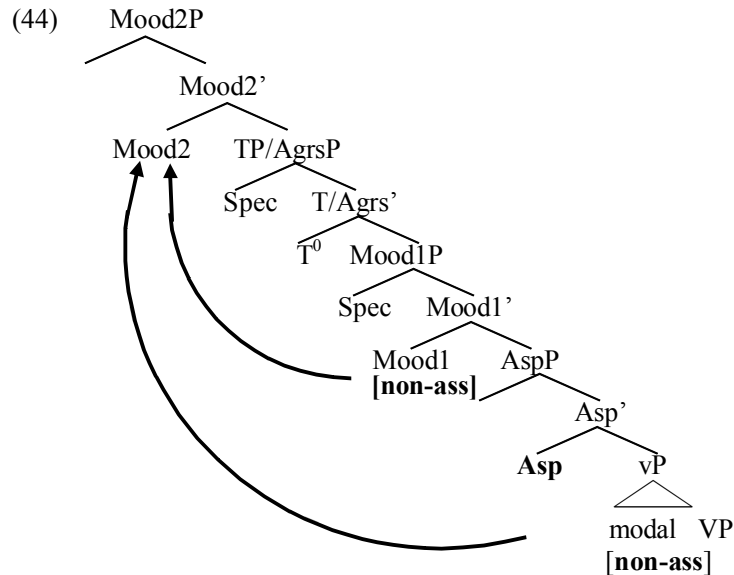 (44) Mood2P
Mood2’
Mood2 TP/AgrsP
Spec T/Agrs’
T⁰ Mood1P
Spec Mood1’
Mood1 AspP
[non-ass]
Asp’
Asp vP
modal VP
[non-ass]